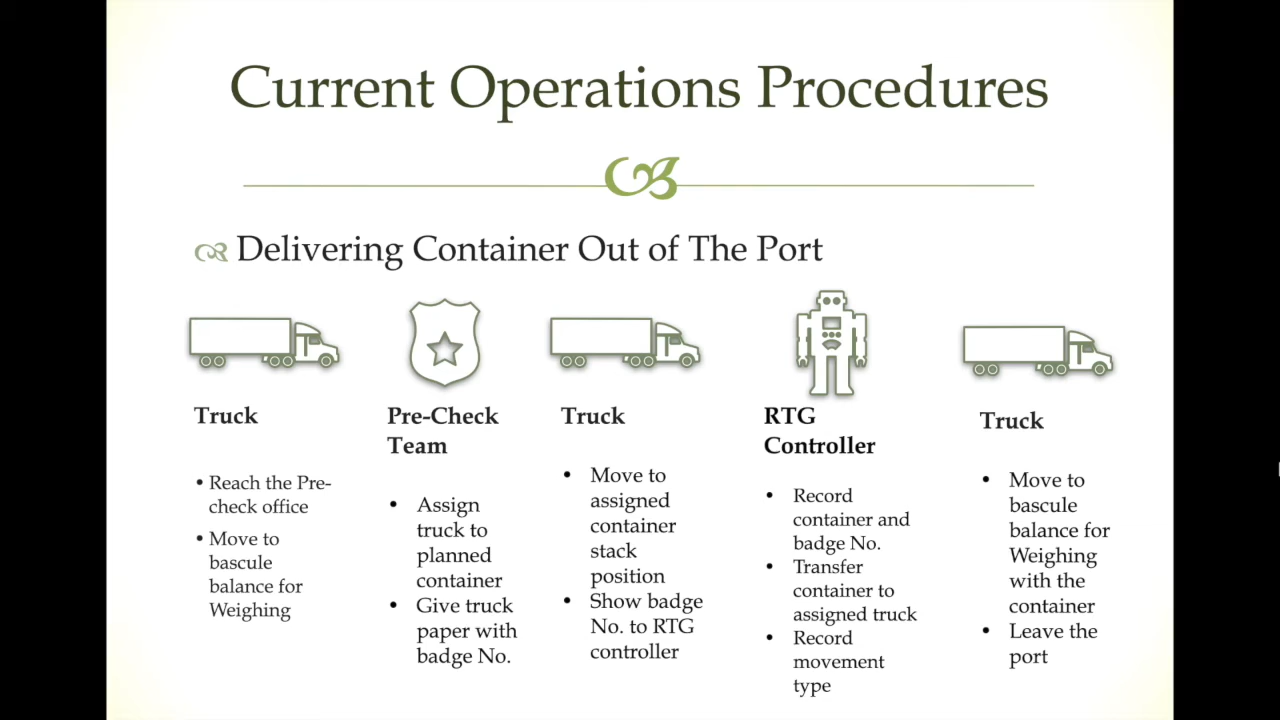 Current Operations Procedures
Delivering Container Out of The Port
Truck
• Reach the Pre-
check office
• Move to
bascule
balance for
Weighing
Pre-Check
Team
• Assign
truck to
planned
container
• Give truck
paper with
badge No.
Truck
• Move to
assigned
container
stack
position
• Show badge
No. to RTG
controller
RTG
Controller
• Record
container and
badge No.
• Transfer
container to
assigned truck
• Record
movement
type
Truck
• Move to
bascule
balance for
Weighing
with the
container
• Leave the
port